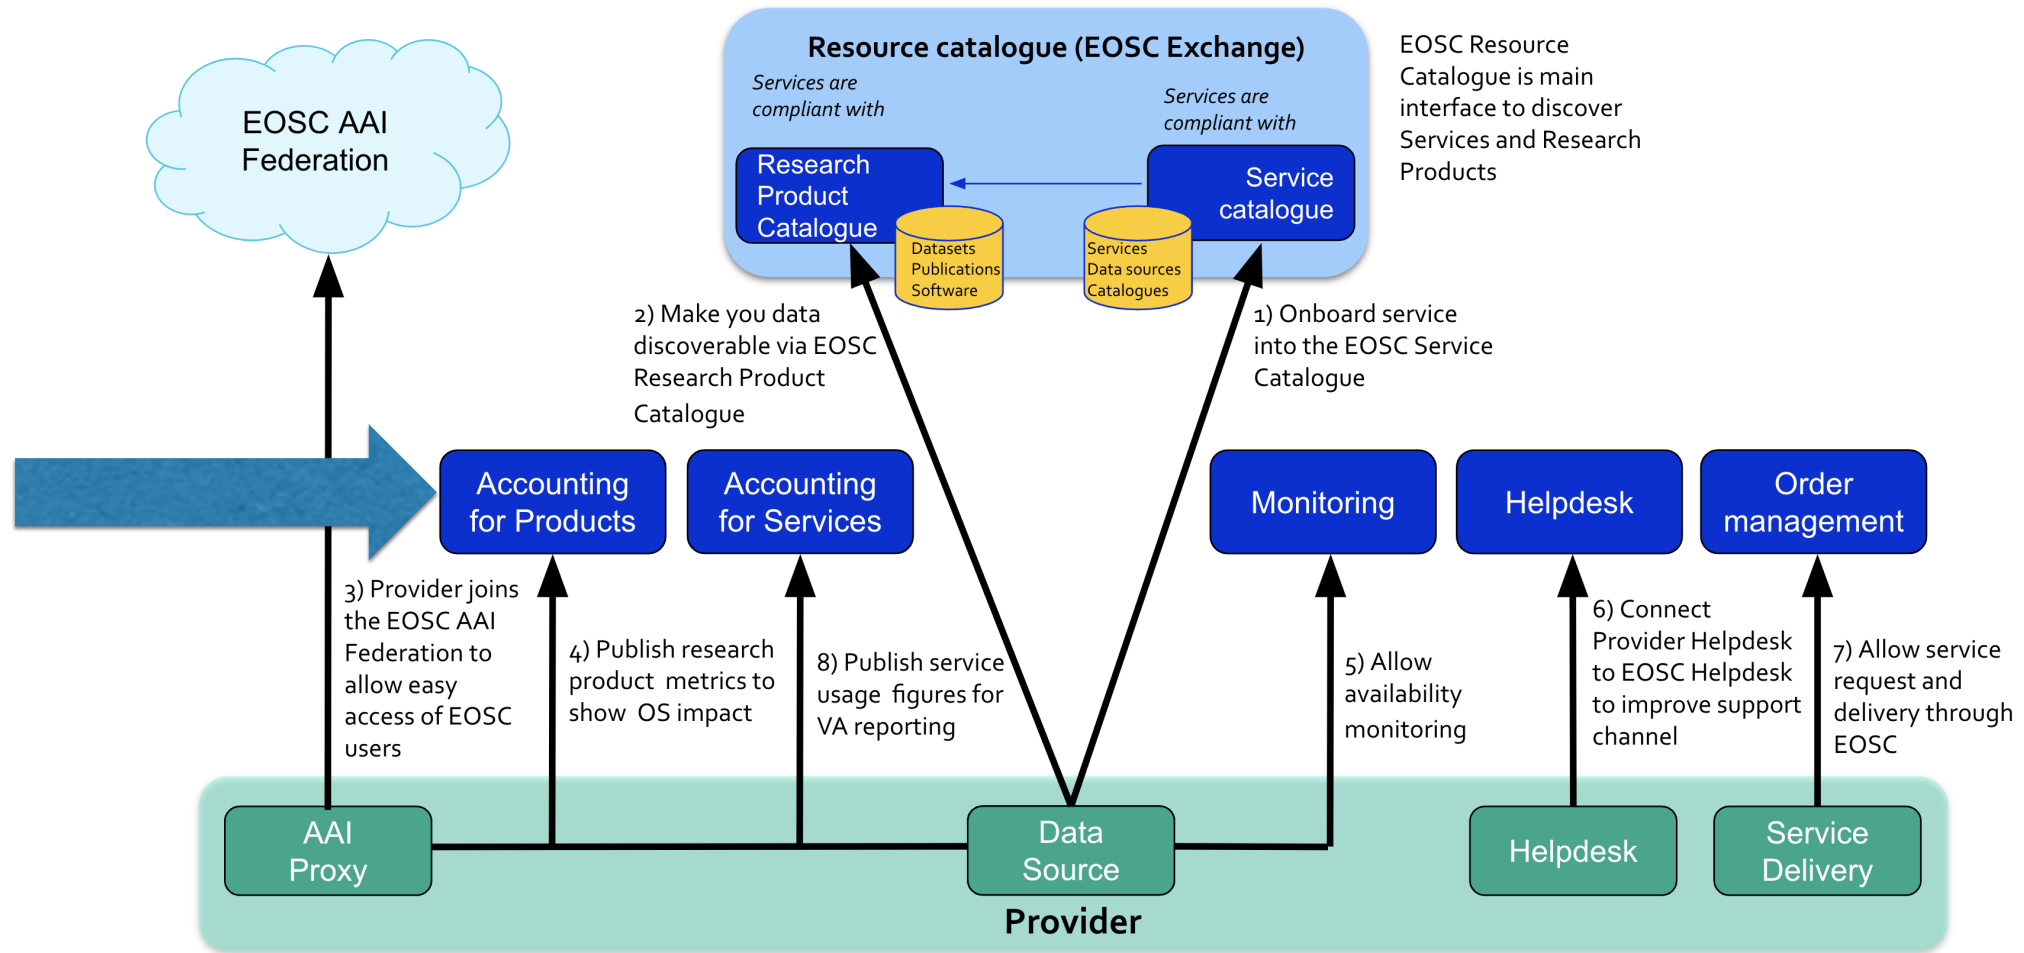 Resource catalogue (EOSC Exchange)
Services are
compliant with
Services are
compliant with
Research
Product
Catalogue
Service
catalogue
Datasets
Publications
Software
Services
Data sources
Catalogues
EOSC Resource
Catalogue is main
interface to discover
Services and Research
Products
EOSC AAI
Federation
2) Make you data
discoverable via EOSC
Research Product
Catalogue
1) Onboard service
into the EOSC Service
Catalogue
Accounting
for Products
Accounting
for Services
Monitoring
Helpdesk
Order
management
3) Provider joins
the EOSC AAI
Federation to
allow easy
access of EOSC
users
4) Publish research
product metrics to
show OS impact
8) Publish service
usage figures for
VA reporting
5) Allow
availability
monitoring
6) Connect
Provider Helpdesk
to EOSC Helpdesk
to improve support
channel
7) Allow service
request and
delivery through
EOSC
AAI
Proxy
Data
Source
Helpdesk
Service
Delivery
Provider